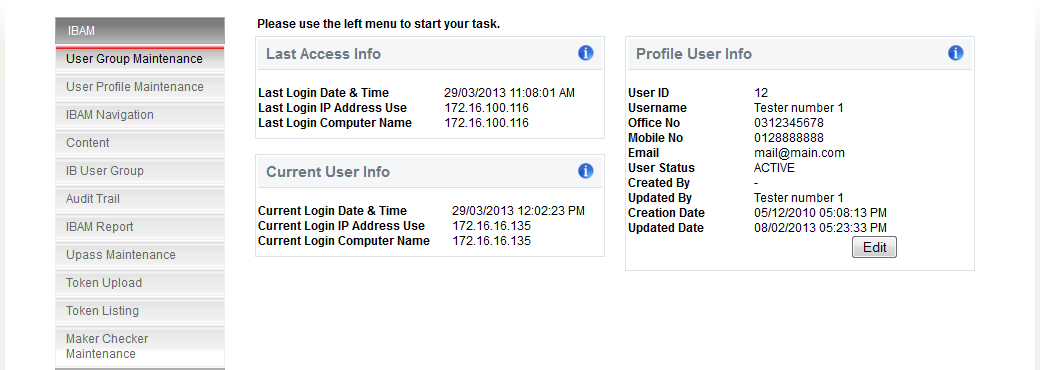 IBAM
User Group Maintenance
User Profile Maintenance
IBAM Navigation
Content
IB User Group
Audit Trail
IBAM Report
Upass Maintenance
Token Upload
Token Listing
Maker Checker
Maintenance
Please use the left menu to start your task.
Last Access Info
Last Login Date & Time 29/03/2013 11:08:01 AM
Last Login IP Address Use 172.16.100.116
Last Login Computer Name 172.16.100.116
Current User Info
Current Login Date & Time 29/03/2013 12:02:23 PM
Current Login IP Address Use 172.16.16.135
Current Login Computer Name 172.16.16.135
Profile User Info
User ID 12
Username Tester number 1
Office No 0312345678
Mobile No 0128888888
Email mail@main.com
User Status ACTIVE
Created By -
Updated By Tester number 1
Creation Date 05/12/2010 05:08:13 PM
Updated Date 08/02/2013 05:23:33 PM
Edit